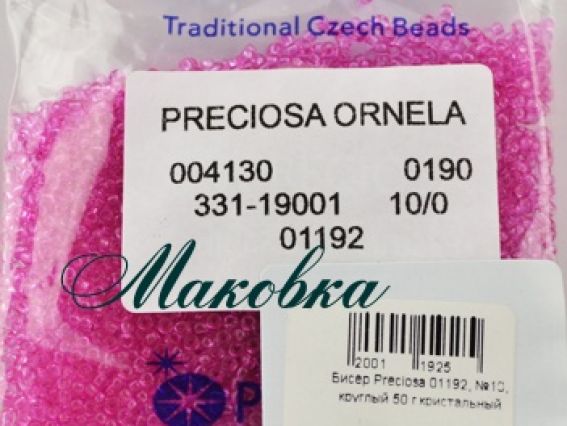 Traditional Czech Beads
PRECIOSA ORNELA
004130 0190
331-19001 10/0
01192
Маковка
2001 1925
Бисер Preciosa 01192, №10,
круглый 50 г кристальный
P